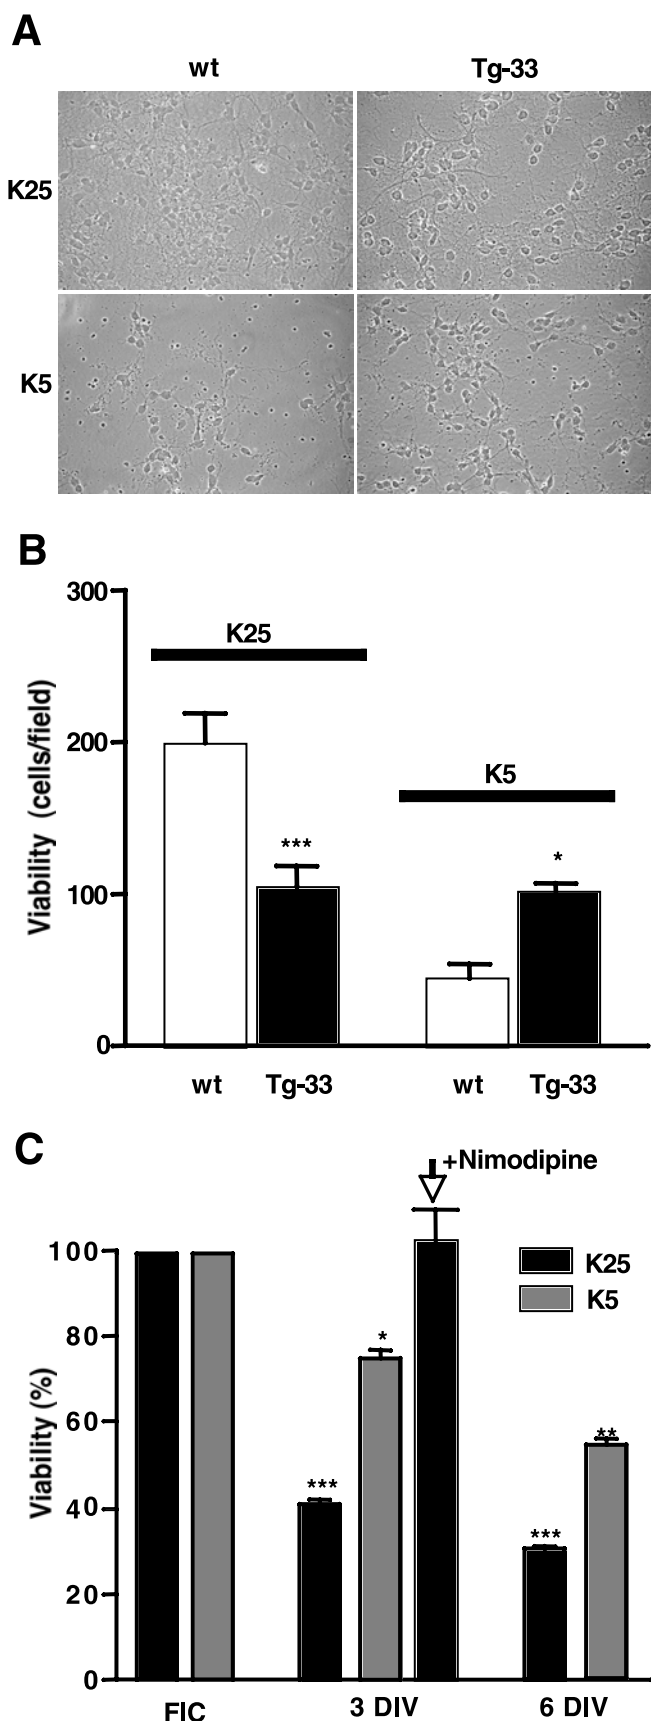 A
wt Tg-33
K25
K5
B
300
K25
200
K5
***
*
100
0
wt Tg-33 wt Tg-33
Viability (cells/field)
C
+Nimodipine
100
K25
K5
80
*
60
**
***
40
***
20
0
FIC 3 DIV 6 DIV
Viability (%)